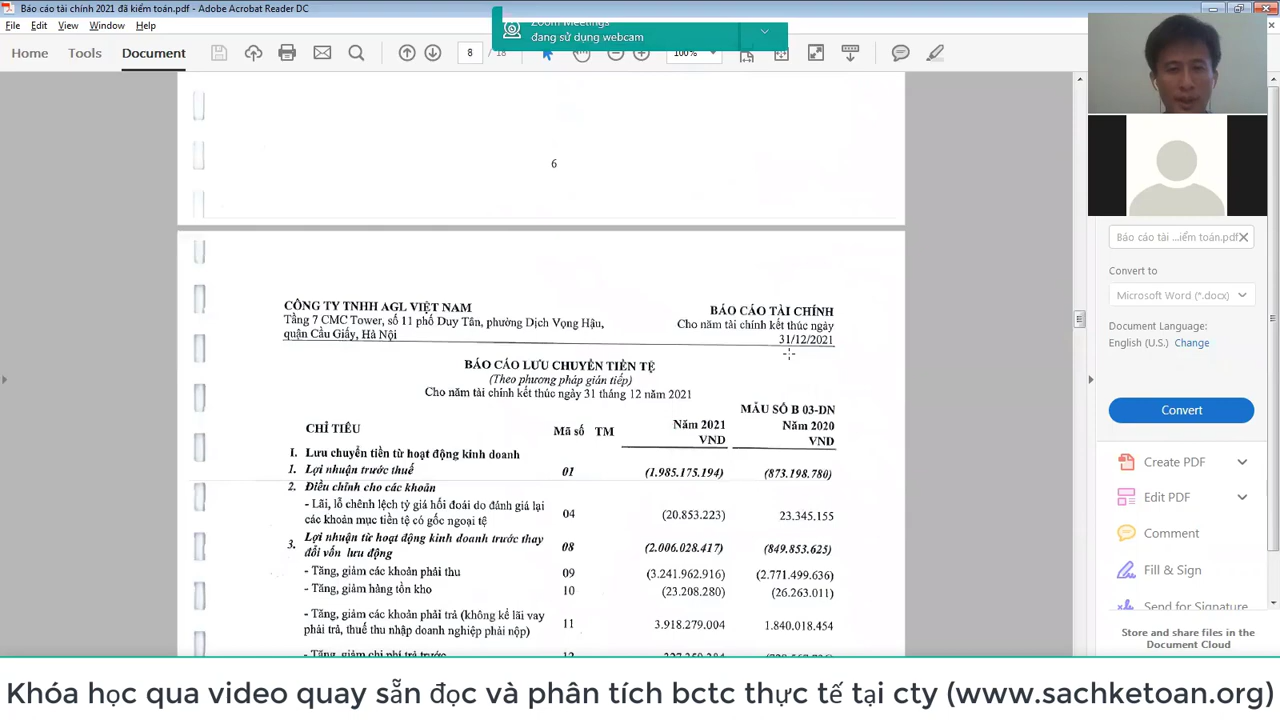 Báo cáo tài chính 2021 đã kiểm toán.pdf - Adobe Acrobat Reader DC
File Edit View Window Help
Zoom Meetings
đang sử dụng webcam
Home Tools Document
8 / 18
100%
6
CÔNG TY TNHH AGL VIỆT NAM
Tầng 7 CMC Tower, số 11 phố Duy Tân, phường Dịch Vọng Hậu,
quận Cầu Giấy, Hà Nội
BÁO CÁO TÀI CHÍNH
Cho năm tài chính kết thúc ngày
31/12/2021
BÁO CÁO LƯU CHUYỂN TIỀN TỆ
(Theo phương pháp gián tiếp)
Cho năm tài chính kết thúc ngày 31 tháng 12 năm 2021
MẪU SỐ B 03-DN
CHỈ TIÊU Mã số TM Năm 2021 Năm 2020
VND VND
I. Lưu chuyển tiền từ hoạt động kinh doanh
1. Lợi nhuận trước thuế 01 (1.985.175.194) (873.198.780)
2. Điều chỉnh cho các khoản
- Lãi, lỗ chênh lệch tỷ giá hối đoái do đánh giá lại
các khoản mục tiền tệ có gốc ngoại tệ 04 (20.853.223) 23.345.155
3. Lợi nhuận từ hoạt động kinh doanh trước thay
đổi vốn lưu động 08 (2.006.028.417) (849.853.625)
- Tăng, giảm các khoản phải thu 09 (3.241.962.916) (2.771.499.636)
- Tăng, giảm hàng tồn kho 10 (23.208.280) (26.263.011)
- Tăng, giảm các khoản phải trả (không kể lãi vay
phải trả, thuế thu nhập doanh nghiệp phải nộp) 11 3.918.279.004 1.840.018.454
- Tăng, giảm chi phí trả trước 12
Báo cáo tài ...iểm toán.pdf
Convert to
Microsoft Word (*.docx)
Document Language:
English (U.S.) Change
Convert
Create PDF
Edit PDF
Comment
Fill & Sign
Send for Signature
Store and share files in the
Document Cloud
Khóa học qua video quay sẵn đọc và phân tích bctc thực tế tại cty (www.sachketoan.org)